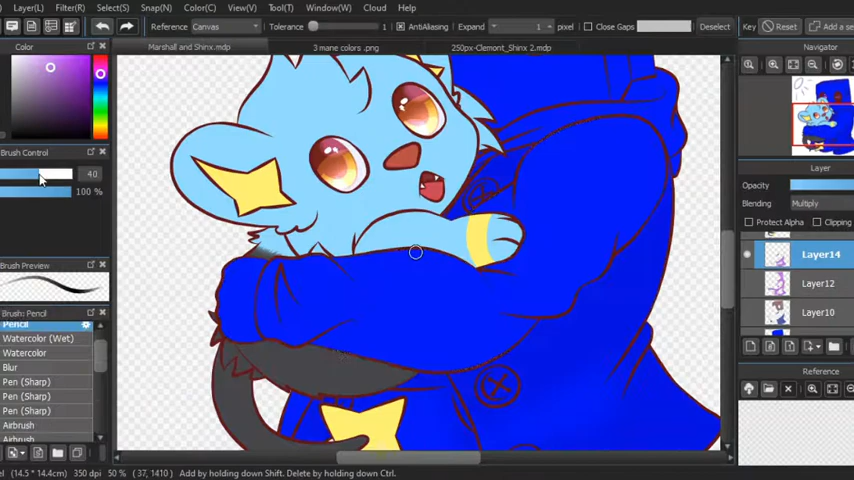 Layer(L) Filter(R) Select(S) Snap(N) Color(C) View(V) Tool(T) Window(W) Cloud Help
Reference Canvas Tolerance 1 AntiAliasing Expand 1 pixel Close Gaps Deselect Key Reset Add a se
Color Marshall and Shinx.mdp 3 mane colors .png 250px-Clemont_Shinx 2.mdp Navigator
Brush Control
40
100 %
Layer
Opacity
Blending Multiply
Protect Alpha Clipping
Layer14
Layer12
Layer10
Brush Preview
Brush: Pencil
Pencil
Watercolor (Wet)
Watercolor
Blur
Pen (Sharp)
Pen (Sharp)
Pen (Sharp)
Airbrush
Airbrush
Reference
(14.5 * 14.4cm) 350 dpi 50 % (37, 1410) Add by holding down Shift. Delete by holding down Ctrl.